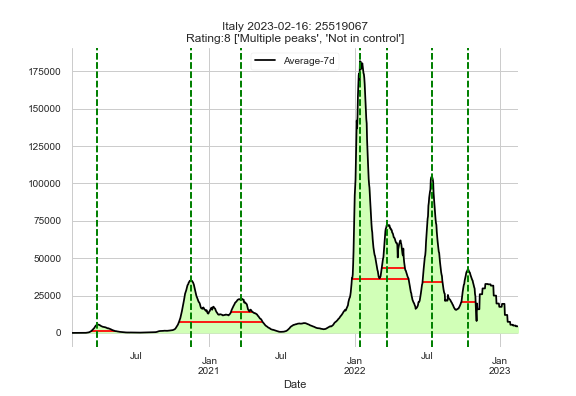 Italy 2023-02-16: 25519067
Rating:8 ['Multiple peaks', 'Not in control']
Average-7d
175000
150000
125000
100000
75000
50000
25000
0
Jul
Jan
2021
Jul
Jan
2022
Jul
Jan
2023
Date